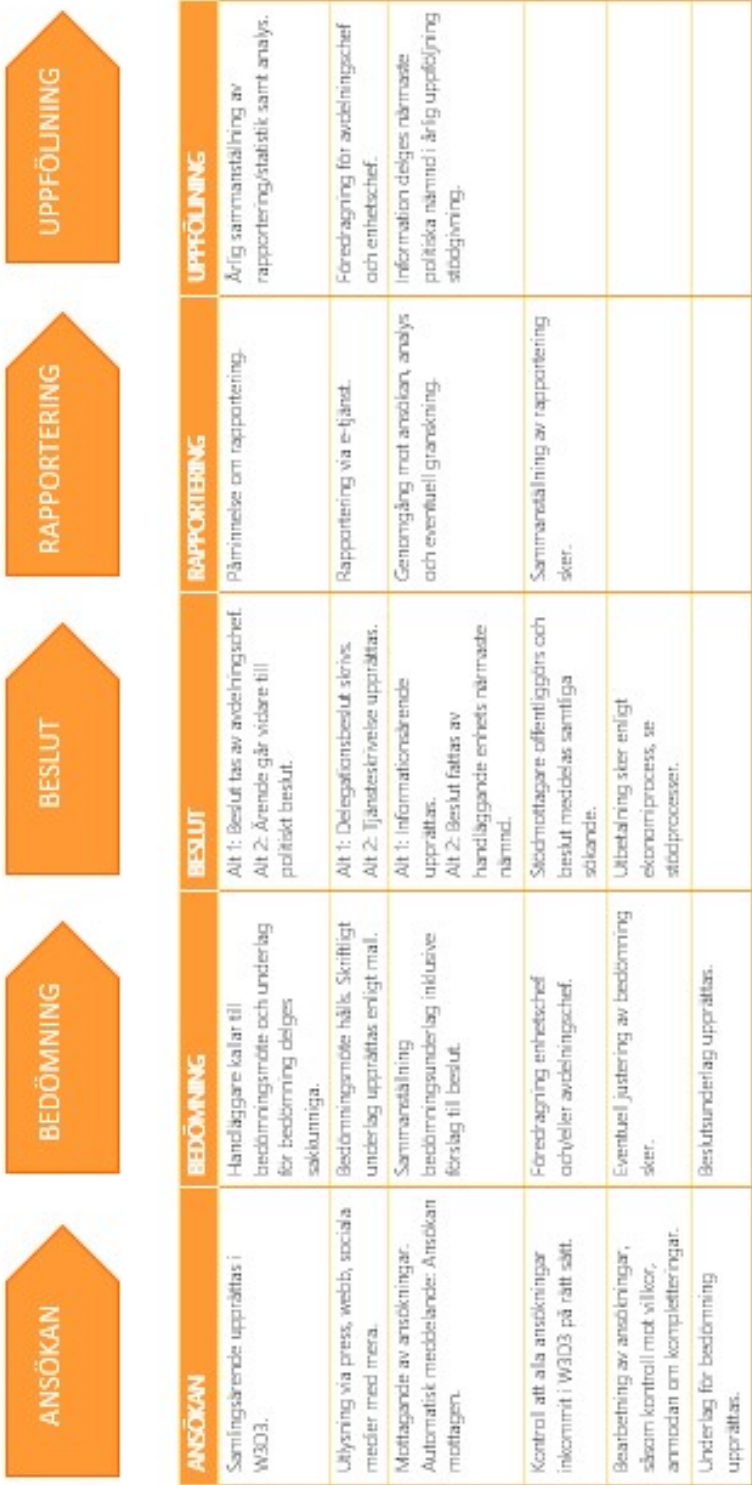 ANSÖKAN
BEDÖMNING
BESLUT
RAPPORTERING
UPPFÖLJNING
ANSÖKAN
BEDÖMNING
BESLUT
RAPPORTERING
UPPFÖLJNING
Samlingsärende upprättas i
W3D3.
Handläggare kallar till
bedömningsmöte och underlag
för bedömning delges
sakkunniga.
Alt 1: Beslut tas av avdelningschef.
Alt 2: Ärende går vidare till
politiskt beslut.
Påminnelse om rapportering.
Årlig sammanställning av
rapportering/statistik samt analys.
Utlysning via press, webb, sociala
medier med mera.
Bedömningsmöte hålls. Skriftligt
underlag upprättas enligt mal.
Alt 1: Delegationsbeslut skrivs.
Alt 2: Tjänsteskrivelse upprättas.
Rapportering via e-tjänst.
Föredragning för avdelningschef
och enhetschef.
Mottagande av ansökningar.
Automatisk meddelande: Ansökan
mottagen.
Sammanställning
bedömningsunderlag inklusive
förslag till beslut.
Alt 1: Informationsärende
upprättas.
Alt 2: Beslut fattas av
handläggande enhets närmaste
nämnd.
Genomgång mot ansökan, analys
och eventuell granskning.
Information delges närmaste
politiska nämnd i årlig uppföljning
stödgivning.
Kontrol att alla ansökningar
inkommit i W3D3 på rätt sätt.
Föredragning enhetschef
och/eller avdelningschef.
Stödmottagare offentliggörs och
beslut meddelas samtliga
sökande.
Sammanställning av rapportering
sker.
Bearbetning av ansökningar,
såsom kontroll mot villkor,
anmodan om kompletteringar.
Eventuel justering av bedömning
sker.
Utbetalning sker enligt
ekonomiprocess, se
stödprocesser.
Underlag för bedömning
upprättas.
Beslutsunderlag upprättas.